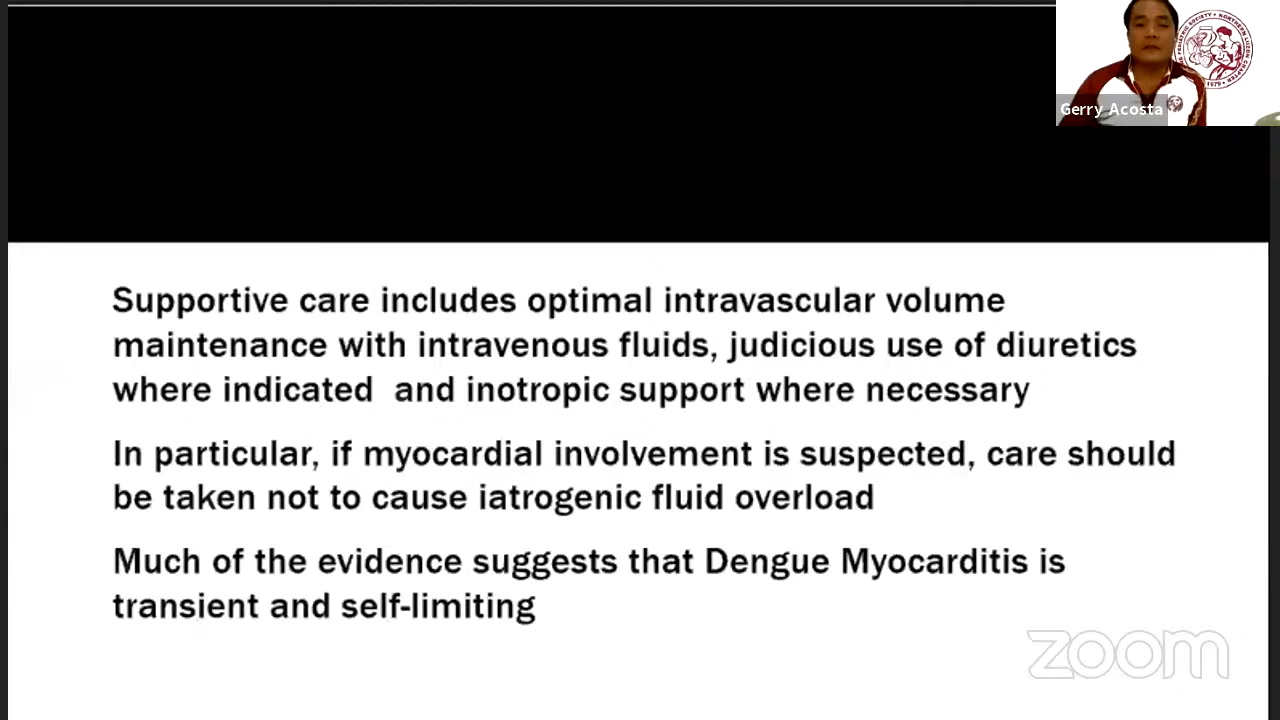 Gerry Acosta
Supportive care includes optimal intravascular volume
maintenance with intravenous fluids, judicious use of diuretics
where indicated  and inotropic support where necessary
In particular, if myocardial involvement is suspected, care should
be taken not to cause iatrogenic fluid overload
Much of the evidence suggests that Dengue Myocarditis is
transient and self-limiting
zoom